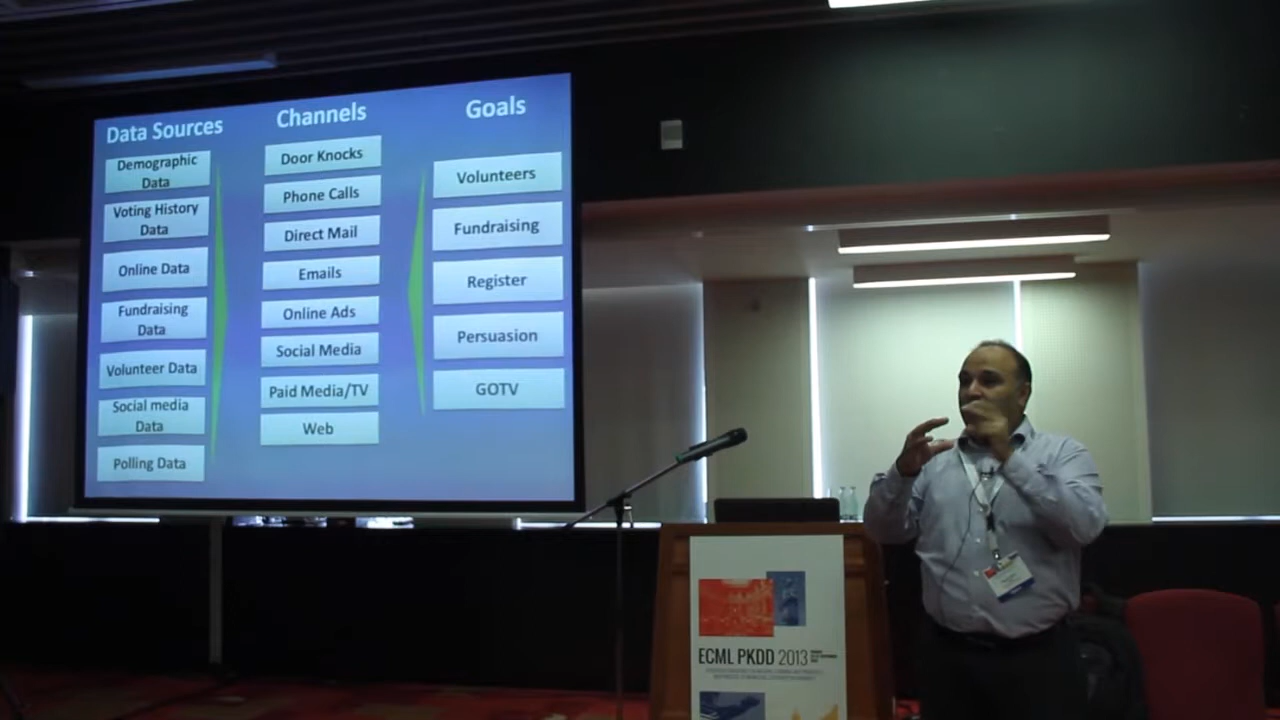 Data Sources
Demographic
Data
Voting History
Data
Online Data
Fundraising
Data
Volunteer Data
Social media
Data
Polling Data
Channels
Door Knocks
Phone Calls
Direct Mail
Emails
Online Ads
Social Media
Paid Media/TV
Web
Goals
Volunteers
Fundraising
Register
Persuasion
GOTV
ECML PKDD 2013